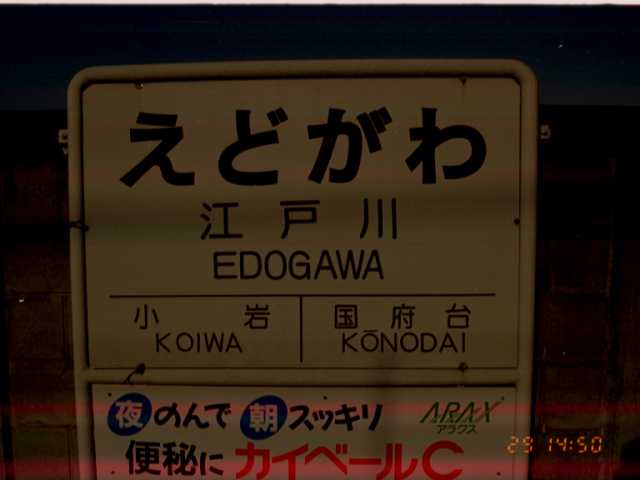 えどがわ
江戸川
EDOGAWA
小岩 国府台
KOIWA KŌNODAI
夜のんで 朝スッキリ ARAX
アラクス
便秘に カイベールC
29 14:50